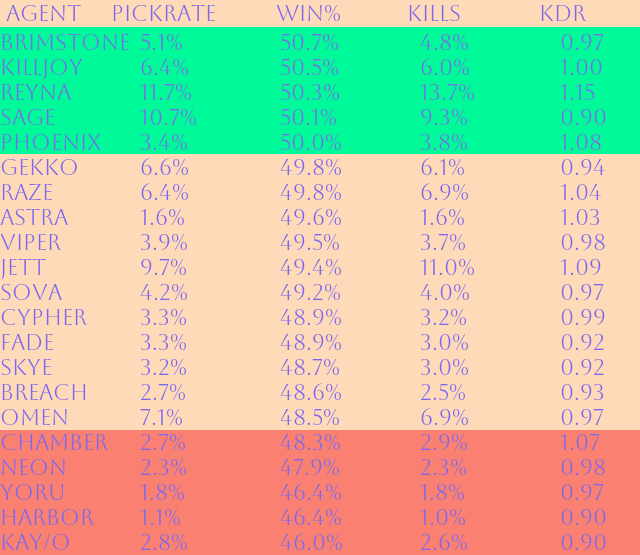 AGENT PICKRATE WIN% KILLS KDR
BRIMSTONE 5.1% 50.7% 4.8% 0.97
KILLJOY 6.4% 50.5% 6.0% 1.00
REYNA 11.7% 50.3% 13.7% 1.15
SAGE 10.7% 50.1% 9.3% 0.90
PHOENIX 3.4% 50.0% 3.8% 1.08
GEKKO 6.6% 49.8% 6.1% 0.94
RAZE 6.4% 49.8% 6.9% 1.04
ASTRA 1.6% 49.6% 1.6% 1.03
VIPER 3.9% 49.5% 3.7% 0.98
JETT 9.7% 49.4% 11.0% 1.09
SOVA 4.2% 49.2% 4.0% 0.97
CYPHER 3.3% 48.9% 3.2% 0.99
FADE 3.3% 48.9% 3.0% 0.92
SKYE 3.2% 48.7% 3.0% 0.92
BREACH 2.7% 48.6% 2.5% 0.93
OMEN 7.1% 48.5% 6.9% 0.97
CHAMBER 2.7% 48.3% 2.9% 1.07
NEON 2.3% 47.9% 2.3% 0.98
YORU 1.8% 46.4% 1.8% 0.97
HARBOR 1.1% 46.4% 1.0% 0.90
KAY/O 2.8% 46.0% 2.6% 0.90